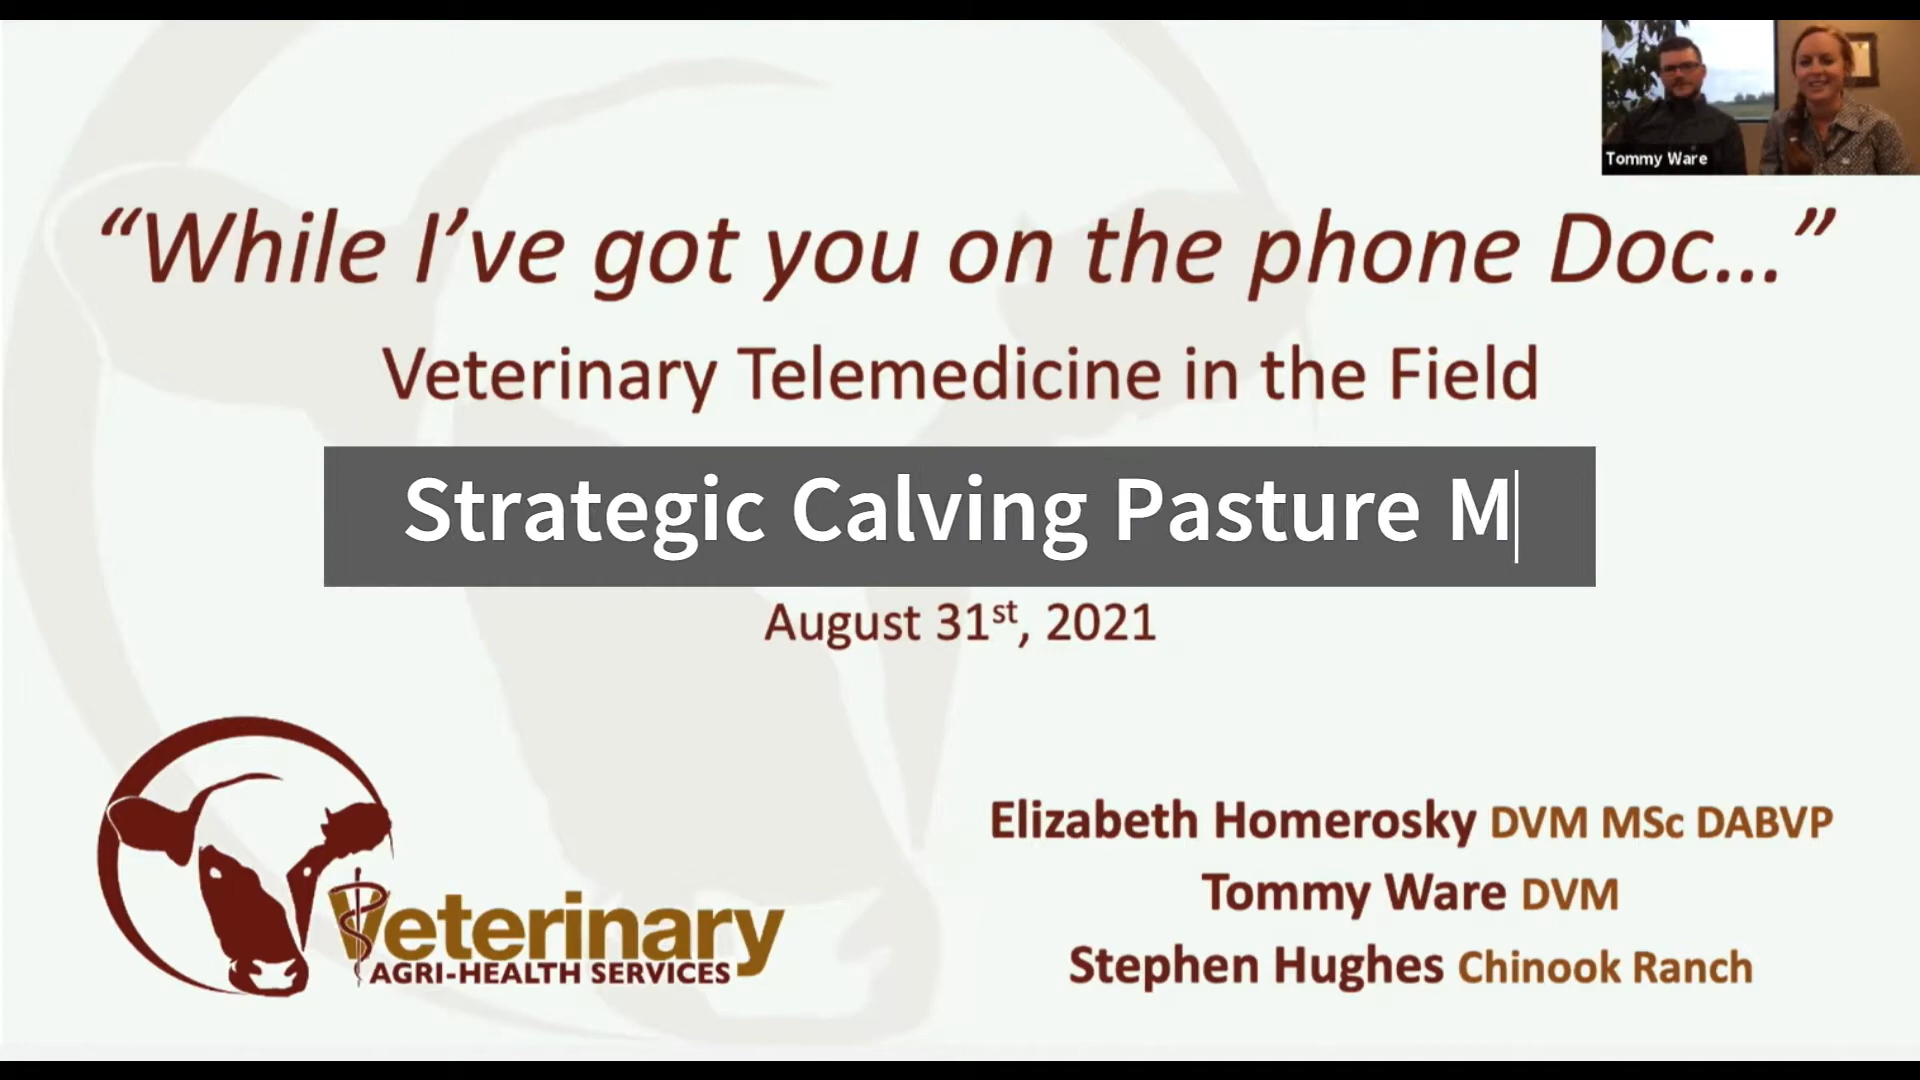 Tommy Ware
“While I’ve got you on the phone Doc...”
Veterinary Telemedicine in the Field
Strategic Calving Pasture M
August 31st, 2021
Veterinary
AGRI-HEALTH SERVICES
Elizabeth Homerosky DVM MSc DABVP
Tommy Ware DVM
Stephen Hughes Chinook Ranch